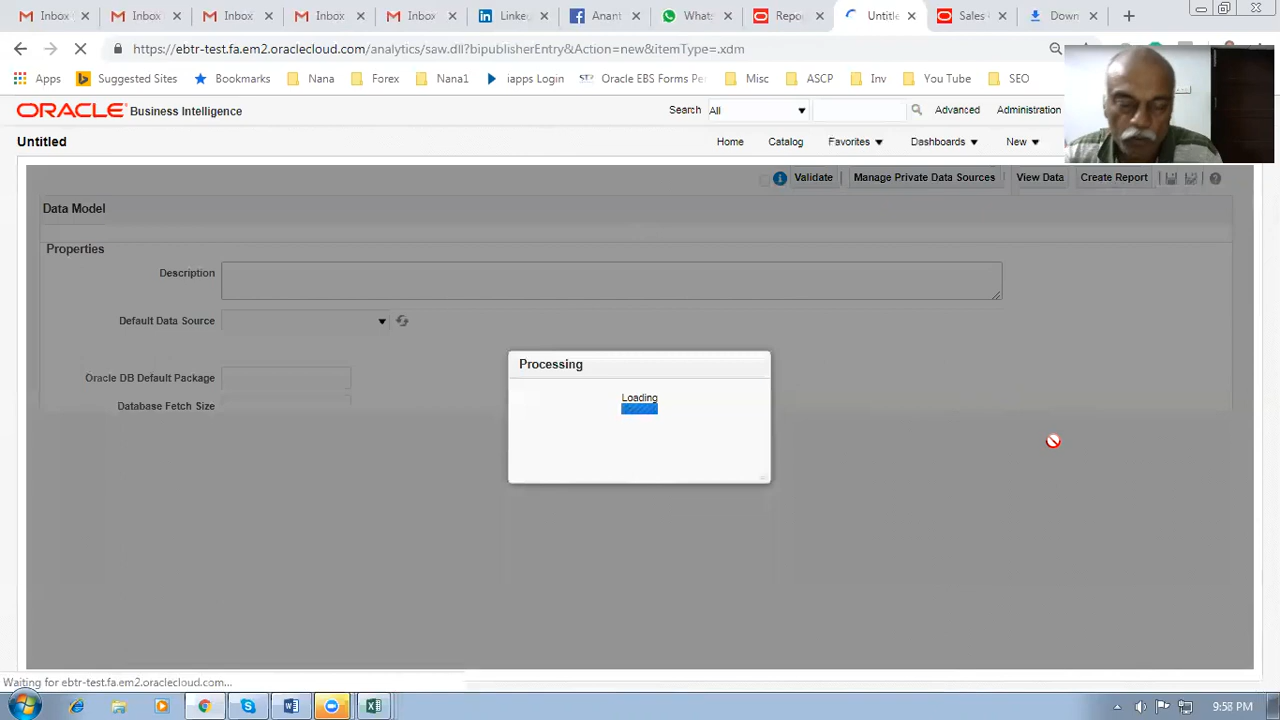 Inbox
Inbox
Inbox
Inbox
Inbox
Linke
Anant
Whats
Repo
Untitle
Sales -
Down
https://ebtr-test.fa.em2.oraclecloud.com/analytics/saw.dll?bipublisherEntry&Action=new&itemType=.xdm
Apps Suggested Sites Bookmarks Nana Forex Nana1 iapps Login Oracle EBS Forms Pe Misc ASCP Inv You Tube SEO
ORACLE Business Intelligence
Search All Advanced Administration
Untitled
Home Catalog Favorites Dashboards New
Validate Manage Private Data Sources View Data Create Report
Data Model
Properties
Description
Default Data Source
Oracle DB Default Package
Database Fetch Size
Processing
Loading
Waiting for ebtr-test.fa.em2.oraclecloud.com...
9:58 PM